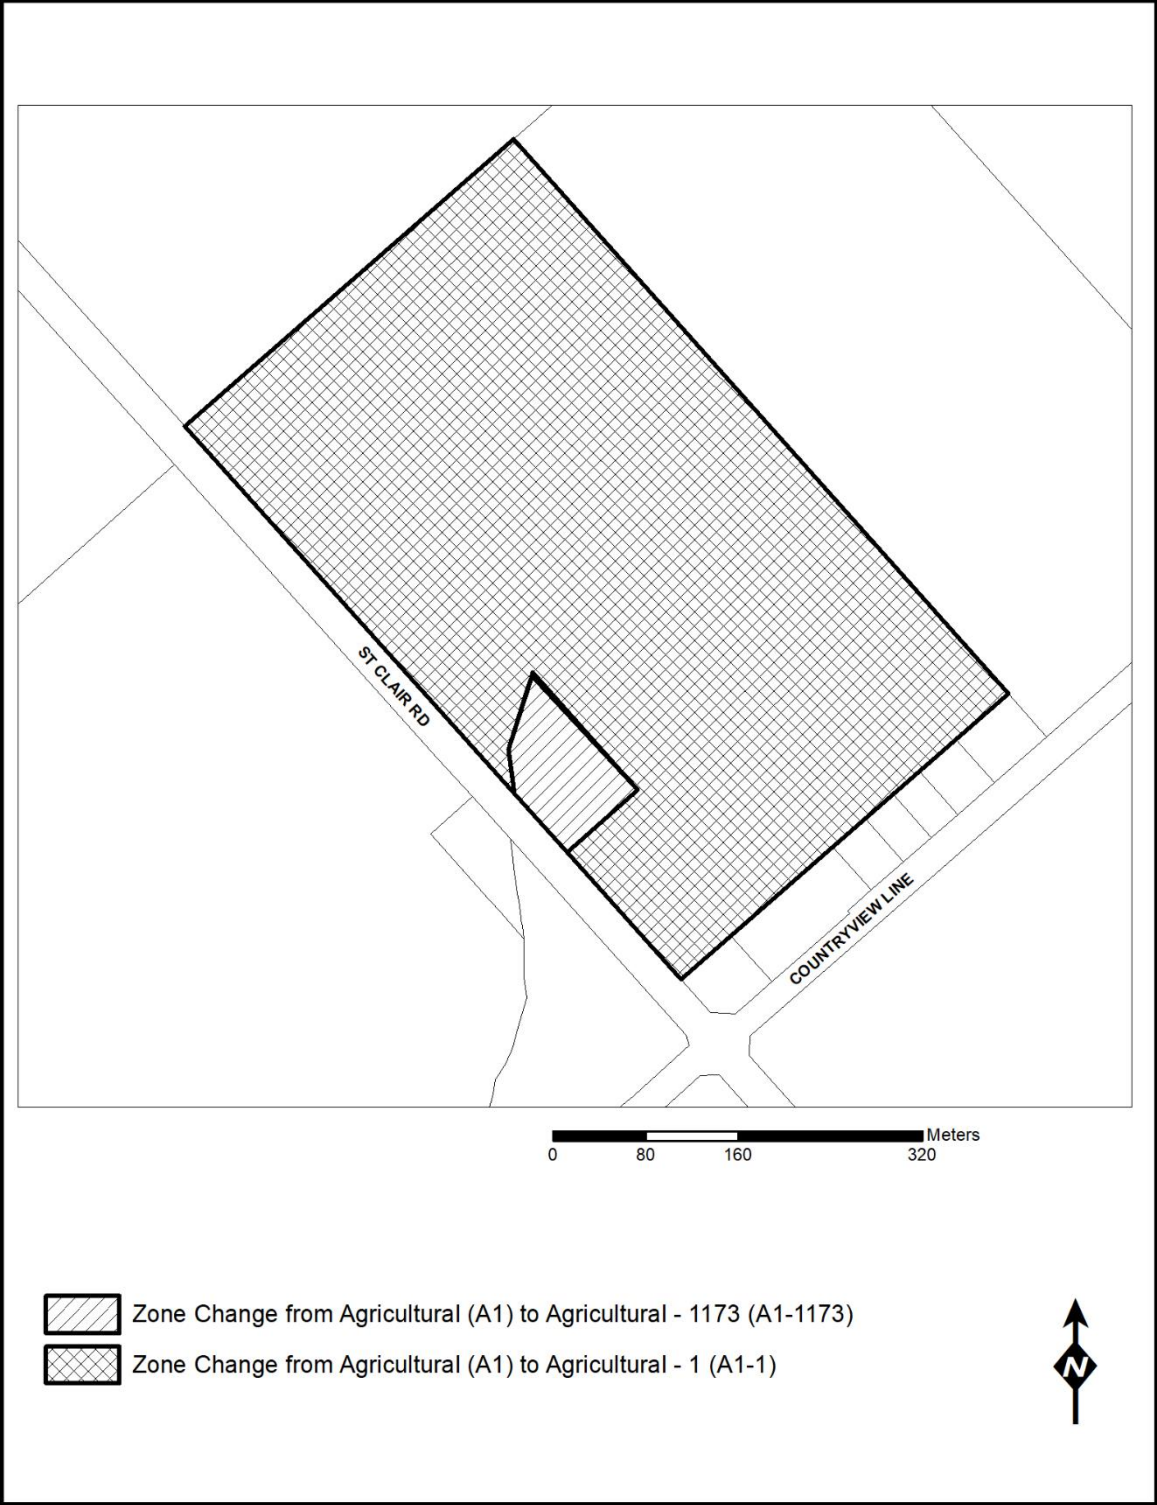 ST CLAIR RD
COUNTRYVIEW LINE
Meters
0 80 160 320
Zone Change from Agricultural (A1) to Agricultural - 1173 (A1-1173)
Zone Change from Agricultural (A1) to Agricultural - 1 (A1-1)
N